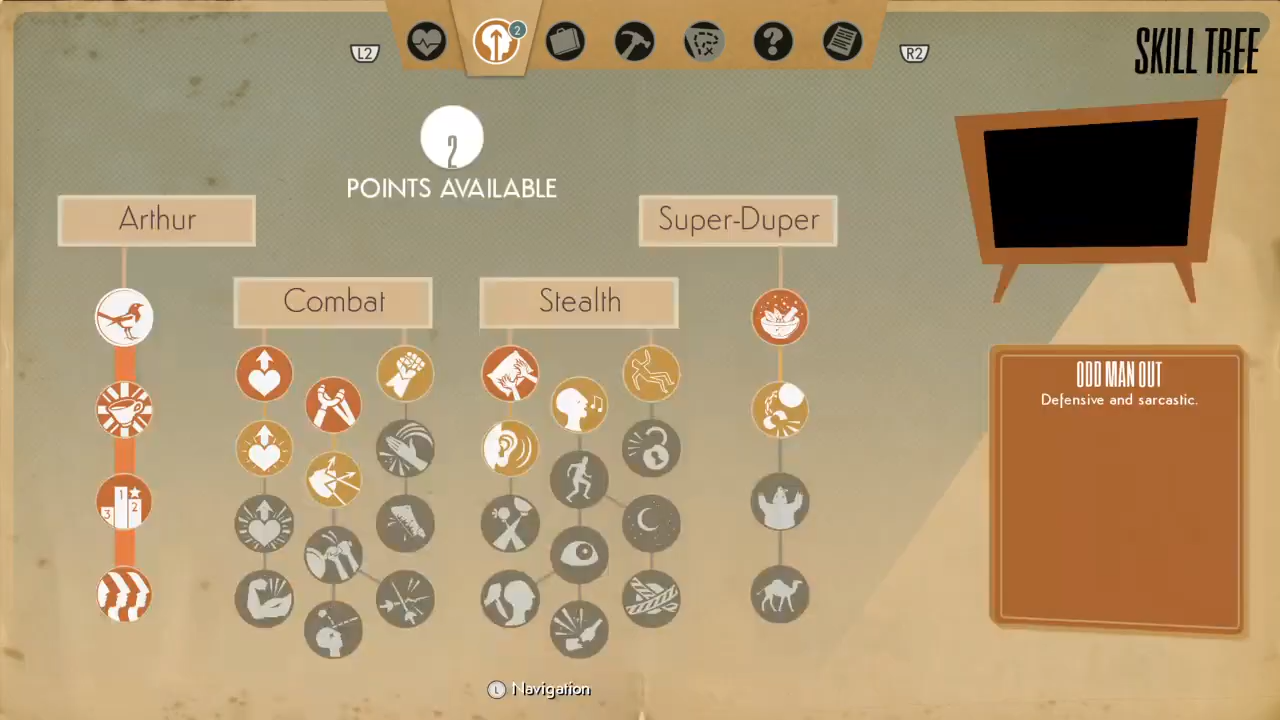 L2
2
R2
SKILL TREE
2
POINTS AVAILABLE
Arthur
Super-Duper
Combat
Stealth
1
2
3
ODD MAN OUT
Defensive and sarcastic.
L Navigation